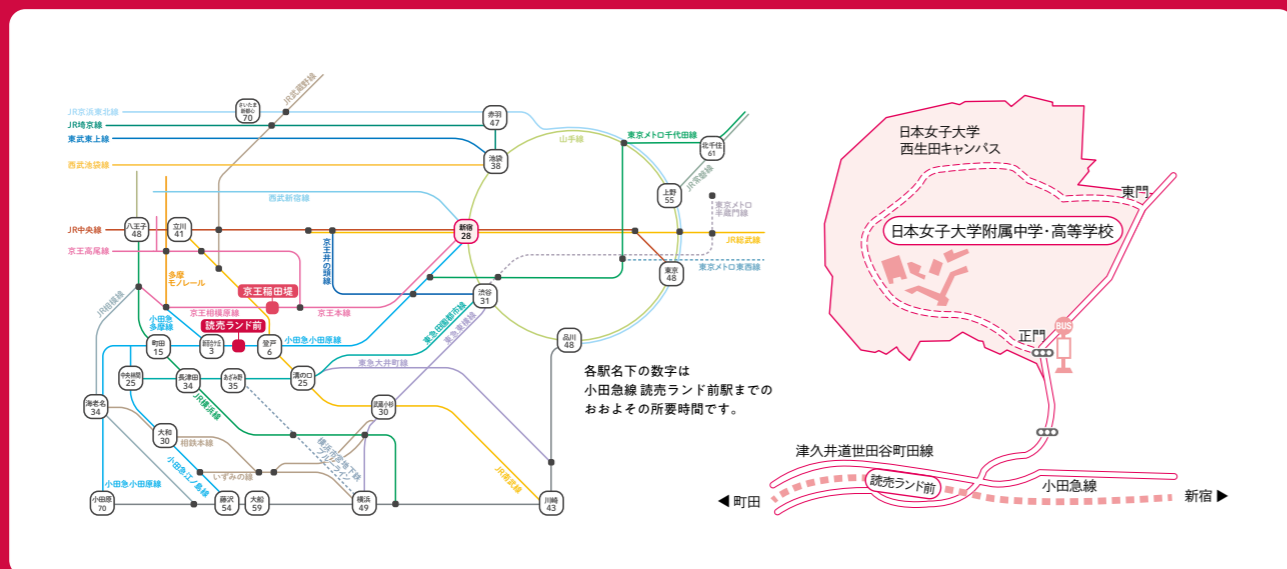 JR武蔵野線
JR京浜東北線
さいたま
新都心
70
赤羽
47
JR埼京線
東武東上線
池袋
38
山手線
東京メトロ千代田線
北千住
61
JR常磐線
西武池袋線
西武新宿線
上野
55
東京メトロ
半蔵門線
八王子
48
立川
41
新宿
28
JR中央線
JR総武線
京王高尾線
京王井の頭線
東京メトロ東西線
東京
48
多摩
モノレール
京王稲田堤
渋谷
31
JR相模線
京王相模原線
京王本線
小田急
多摩線
読売ランド前
東急田園都市線
東急東横線
町田
15
新百合ヶ丘
3
登戸
6
小田急小田原線
品川
48
東急大井町線
中央林間
25
長津田
34
あざみ野
35
溝の口
25
海老名
34
JR横浜線
武蔵小杉
30
大和
30
相鉄本線
横浜市営地下鉄
ブルーライン
いずみの線
小田急江ノ島線
JR南武線
小田急小田原線
小田原
70
藤沢
54
大船
59
横浜
49
川崎
43
各駅名下の数字は
小田急線 読売ランド前駅までの
おおよその所要時間です。
日本女子大学
西生田キャンパス
東門
日本女子大学附属中学・高等学校
正門
BUS
津久井道世田谷町田線
読売ランド前
小田急線
◀町田
新宿▶